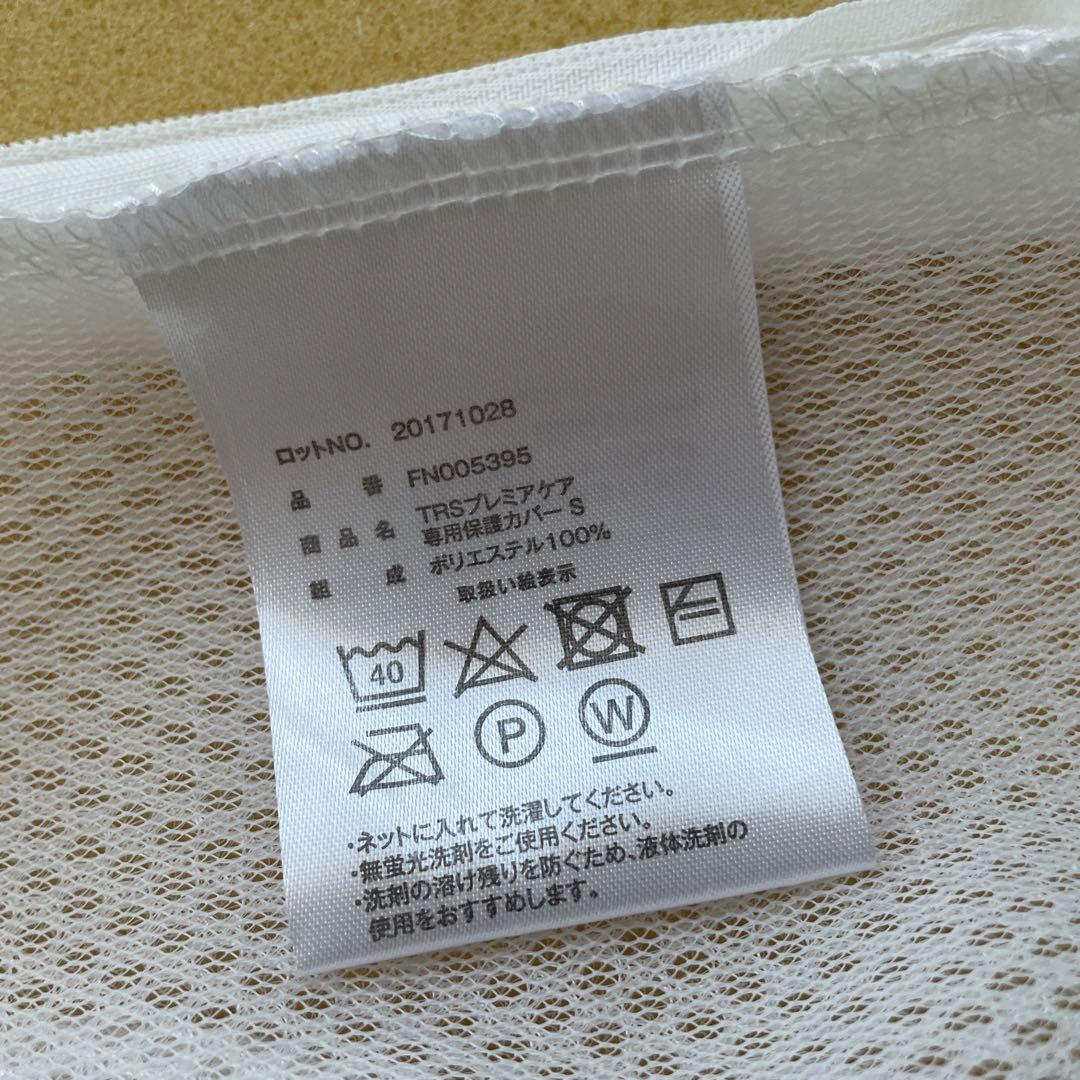 ロットNO. 20171028
品番 FN005395
商品名 TRSプレミアケア
専用保護カバー S
組成 ポリエステル100%
取扱い絵表示
40
P W
・ネットに入れて洗濯してください。
・無蛍光洗剤をご使用ください。
・洗剤の溶け残りを防ぐため、液体洗剤の
使用をおすすめします。